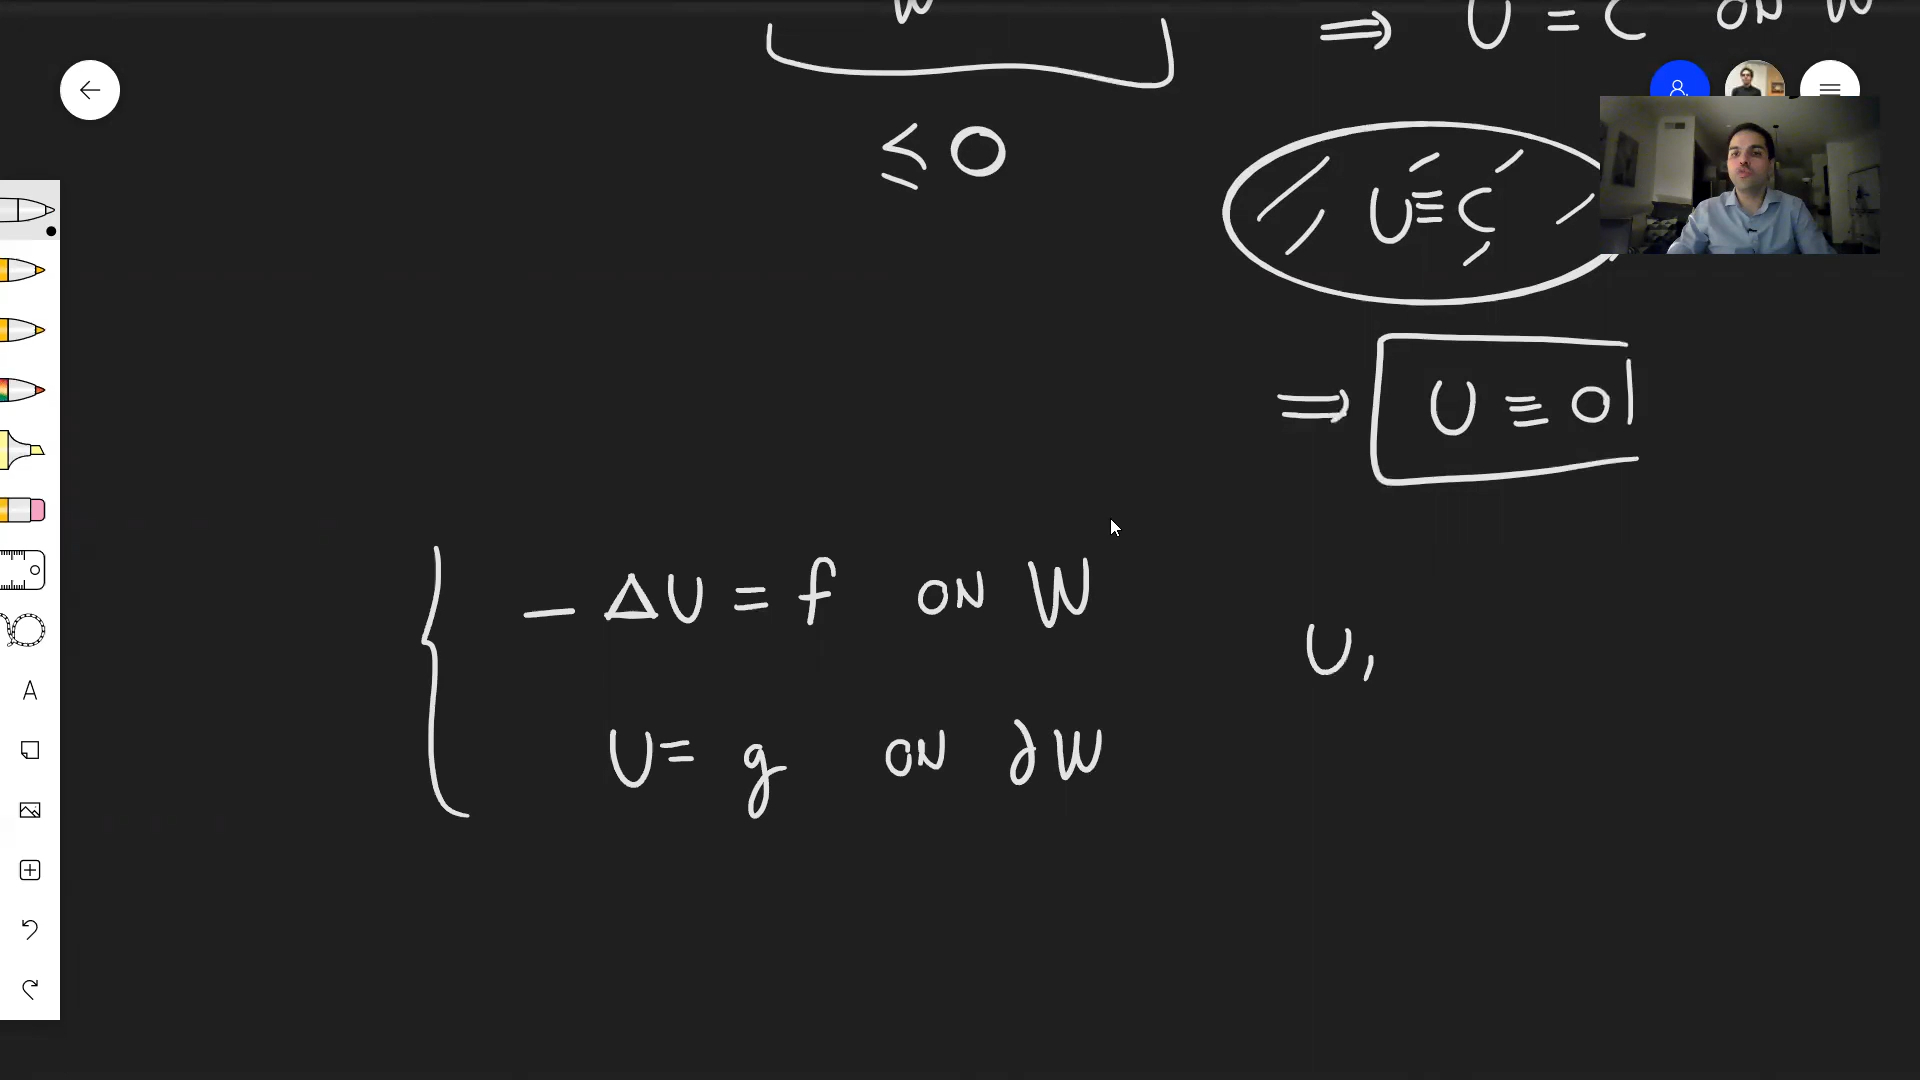 W
⟹ U = C ON W
≤ 0
U ≡ C
⟹ U ≡ 0
− ΔU = f ON W
U,
U = g ON ∂W
A